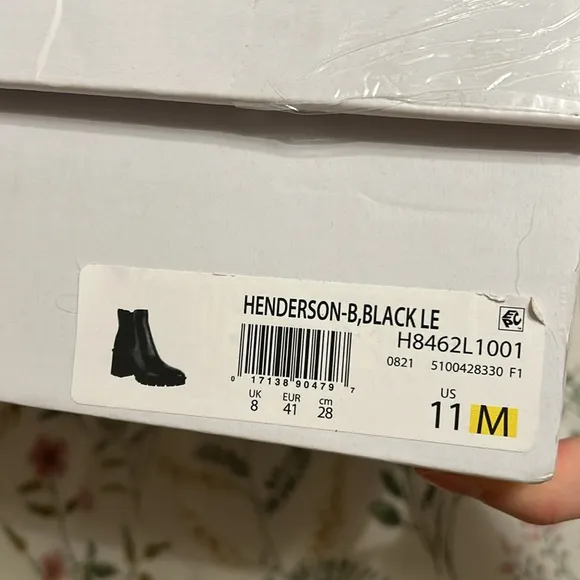 HENDERSON-B,BLACK LE
H8462L1001
0821 5100428330 F1
0 17138 90479 7
UK EUR cm
8 41 28
US
11 M